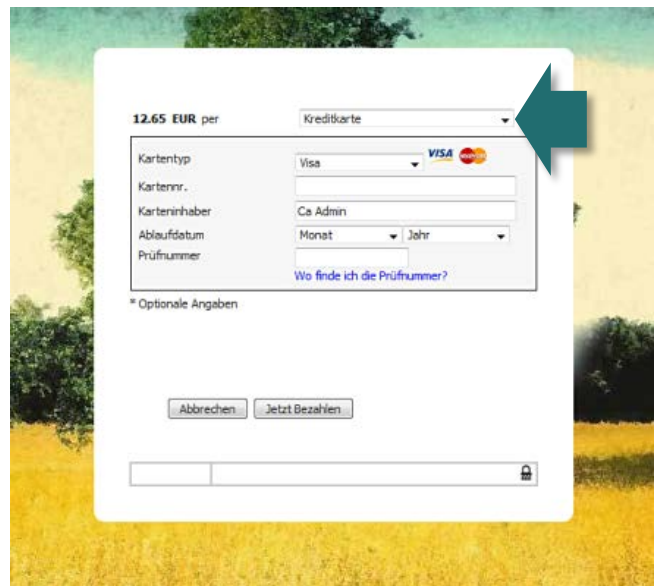 12.65 EUR per Kreditkarte
Kartentyp Visa VISA MasterCard
Kartennr.
Karteninhaber Ca Admin
Ablaufdatum Monat Jahr
Prüfnummer
Wo finde ich die Prüfnummer?
* Optionale Angaben
Abbrechen Jetzt Bezahlen